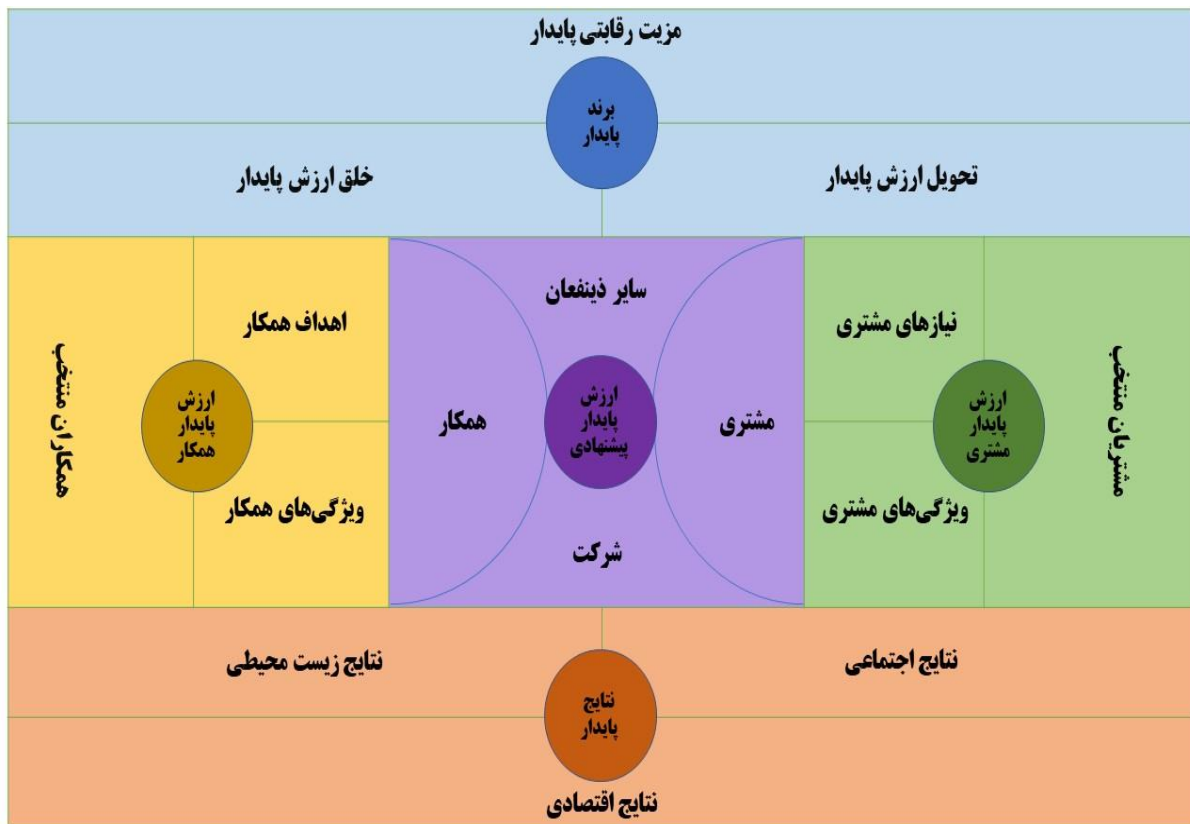 مزیت رقابتی پایدار
برند
پایدار
تحویل ارزش پایدار
خلق ارزش پایدار
مشتریان منتخب
نیازهای مشتری
ارزش
پایدار
مشتری
ویژگی‌های مشتری
سایر ذینفعان
مشتری
ارزش
پایدار
پیشنهادی
همکار
شرکت
اهداف همکار
ارزش
پایدار
همکار
ویژگی‌های همکار
همکاران منتخب
نتایج اجتماعی
نتایج زیست محیطی
نتایج
پایدار
نتایج اقتصادی